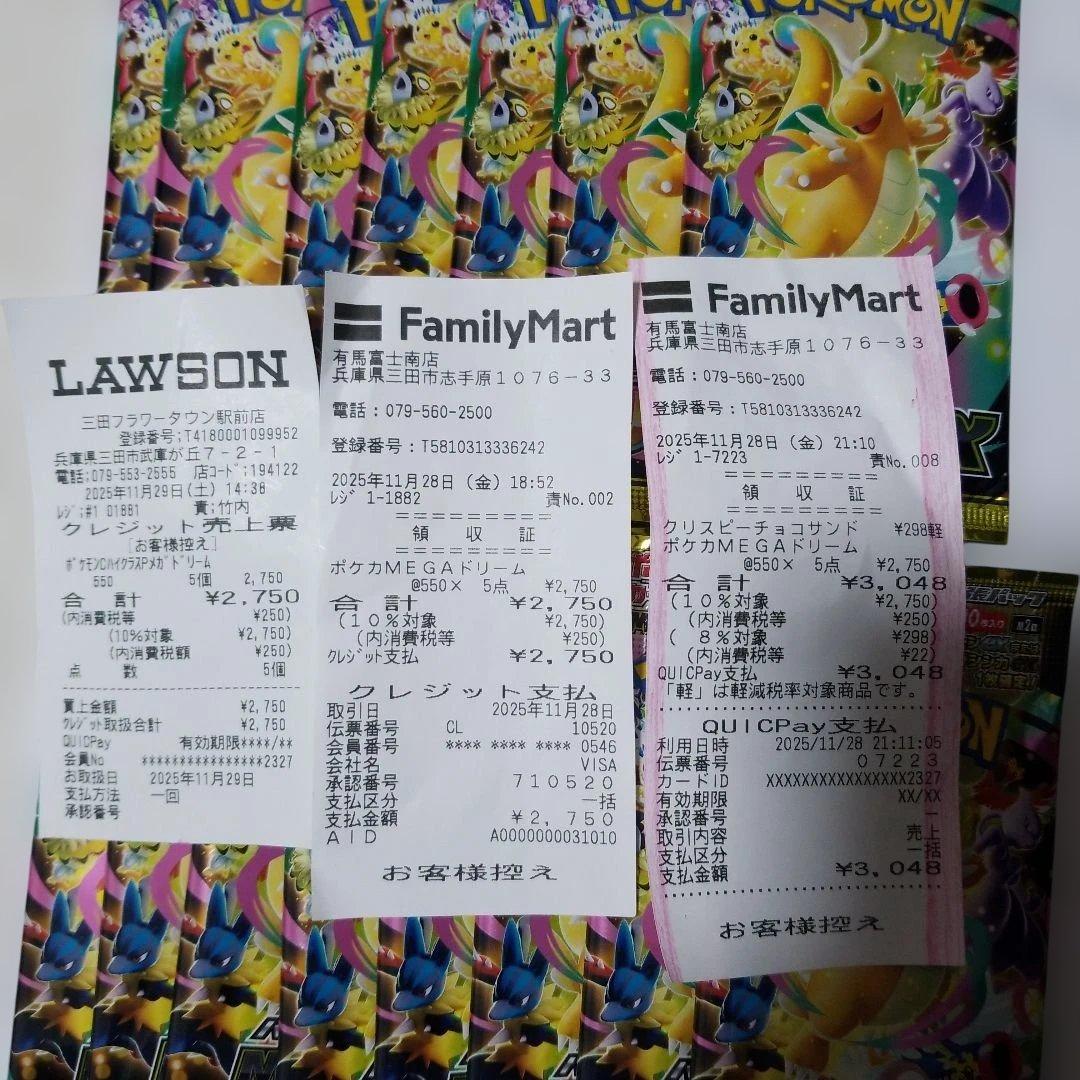 POKÉMON
LAWSON
三田フラワータウン駅前店
登録番号;T4180001099952
兵庫県三田市武庫が丘7-2-1
電話;079-553-2555 店コード;194122
2025年11月29日(土) 14:38
レジ;#1 01881 責;竹内
クレジット売上票
[お客様控え]
ポケモンCハイクラスPメガドリーム
550 5個 2,750
合 計 ¥2,750
(内消費税等 ¥250)
(10%対象 ¥2,750)
(内消費税額 ¥250)
点 数 5個
買上金額 ¥2,750
クレジット取扱合計 ¥2,750
QUICPay 有効期限****/**
会員No ****************2327
お取扱日 2025年11月29日
支払方法 一回
承認番号
FamilyMart
有馬富士南店
兵庫県三田市志手原1076-33
電話:079-560-2500
登録番号:T5810313336242
2025年11月28日(金) 18:52
レジ 1-1882 責No.002
========
領 収 証
=========
ポケカMEGAドリーム
@550× 5点 ¥2,750
合 計 ¥2,750
(10%対象 ¥2,750)
(内消費税等 ¥250)
クレジット支払 ¥2,750
クレジット支払
取引日 2025年11月28日
伝票番号 CL 10520
会員番号 **** **** **** 0546
会社名 VISA
承認番号 710520
支払区分 一括
支払金額 ¥2,750
AID A0000000031010
お客様控え
FamilyMart
有馬富士南店
兵庫県三田市志手原1076-33
電話:079-560-2500
登録番号:T5810313336242
2025年11月28日(金) 21:10
レジ 1-7223 責No.008
=========
領 収 証
=========
クリスピーチョコサンド ¥298軽
ポケカMEGAドリーム
@550× 5点 ¥2,750
合 計 ¥3,048
(10%対象 ¥2,750)
(内消費税等 ¥250)
( 8%対象 ¥298)
(内消費税等 ¥22)
QUICPay支払 ¥3,048
「軽」は軽減税率対象商品です。
QUICPay支払
利用日時 2025/11/28 21:11:05
伝票番号 07223
カードID XXXXXXXXXXXXXXXX2327
有効期限 XX/XX
承認番号 ー
取引内容 売上
支払区分 一括
支払金額 ¥3,048
お客様控え